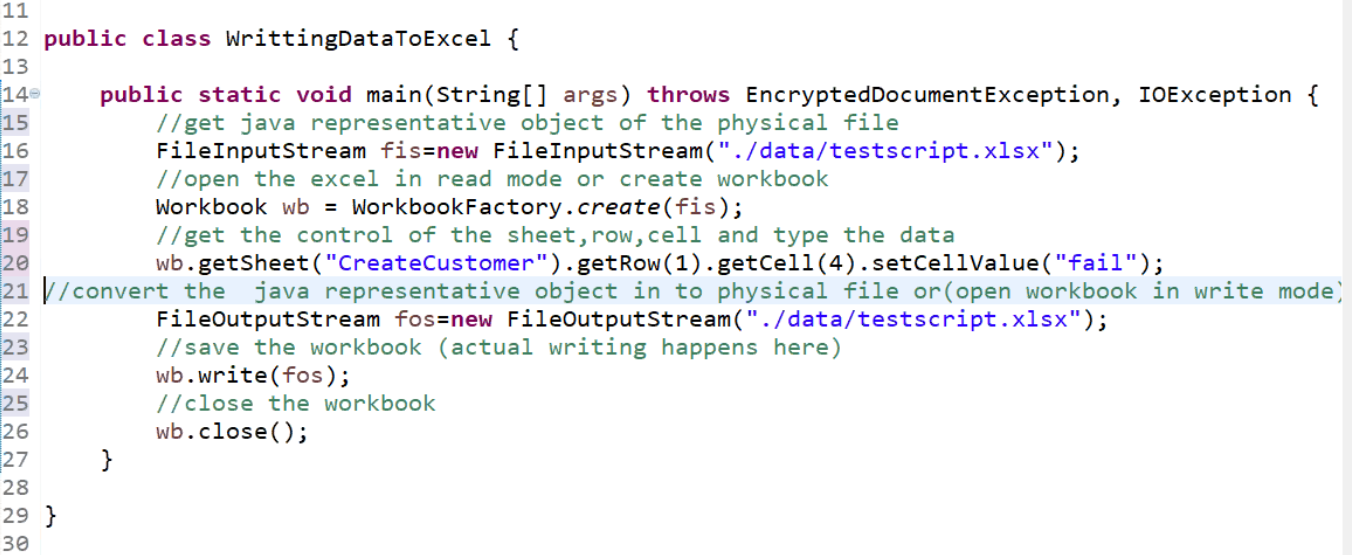 11
12 public class WrittingDataToExcel {
13
14 public static void main(String[] args) throws EncryptedDocumentException, IOException {
15 //get java representative object of the physical file
16 FileInputStream fis=new FileInputStream("./data/testscript.xlsx");
17 //open the excel in read mode or create workbook
18 Workbook wb = WorkbookFactory.create(fis);
19 //get the control of the sheet,row,cell and type the data
20 wb.getSheet("CreateCustomer").getRow(1).getCell(4).setCellValue("fail");
21 //convert the  java representative object in to physical file or(open workbook in write mode)
22 FileOutputStream fos=new FileOutputStream("./data/testscript.xlsx");
23 //save the workbook (actual writing happens here)
24 wb.write(fos);
25 //close the workbook
26 wb.close();
27 }
28
29 }
30